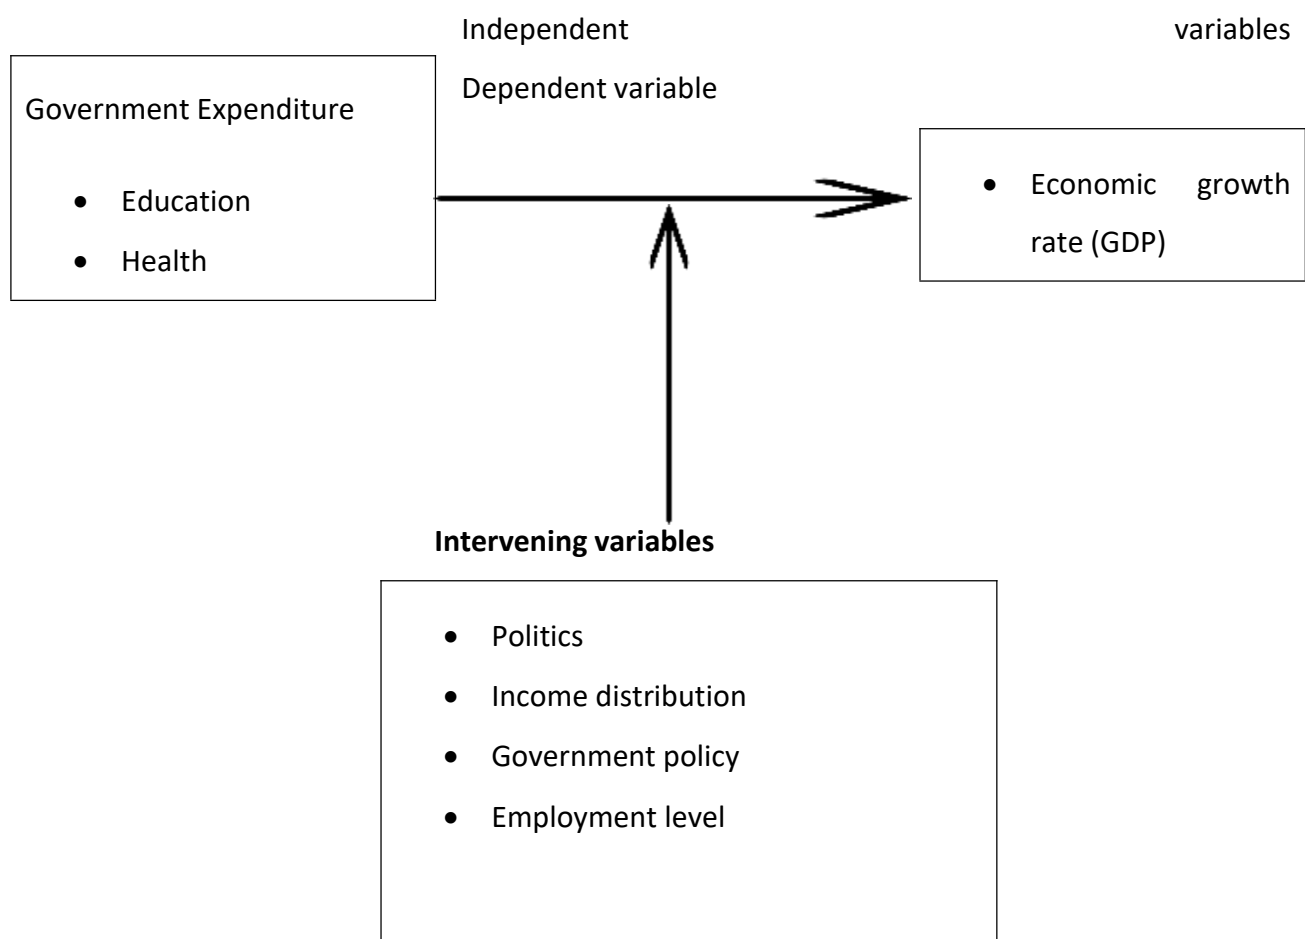 Independent variables
Dependent variable
Government Expenditure
• Education
• Health
• Economic growth
rate (GDP)
Intervening variables
• Politics
• Income distribution
• Government policy
• Employment level